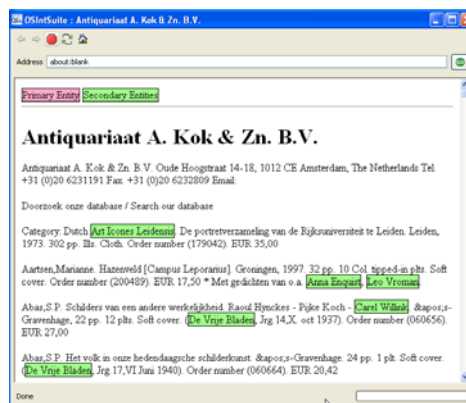 OSIntSuite : Antiquariaat A. Kok & Zn. B.V.
Address about:blank
Primary Entity Secondary Entities
Antiquariaat A. Kok & Zn. B.V.
Antiquariaat A. Kok & Zn. B.V. Oude Hoogstraat 14-18, 1012 CE Amsterdam, The Netherlands Tel.
+31 (0)20 6231191 Fax. +31 (0)20 6232809 Email:
Doorzoek onze database / Search our database
Category: Dutch Art Icones Leidensis. De portretverzameling van de Rijksuniversiteit te Leiden. Leiden,
1973. 302 pp. Ills. Cloth. Order number (179042). EUR 35,00
Aartsen,Marianne. Hazenveld [Campus Leporarius]. Groningen, 1997. 32 pp. 10 Col. tipped-in plts. Soft
cover. Order number (200489). EUR 17,50 * Met gedichten van o.a. Anna Enquist, Leo Vroman.
Abas,S.P. Schilders van een andere werkelijkheid. Raoul Hynckes - Pijke Koch - Carel Willink. &apos;s-
Gravenhage, 22 pp. 12 plts. Soft cover. (De Vrije Bladen, Jrg.14,X. oct 1937). Order number (060656).
EUR 27,00
Abas,S.P. Het volk in onze hedendaagsche schilderkunst. &apos;s-Gravenhage. 24 pp. 1 plt. Soft cover.
(De Vrije Bladen, Jrg.17,VI Juni 1940). Order number (060664). EUR 20,42
Done